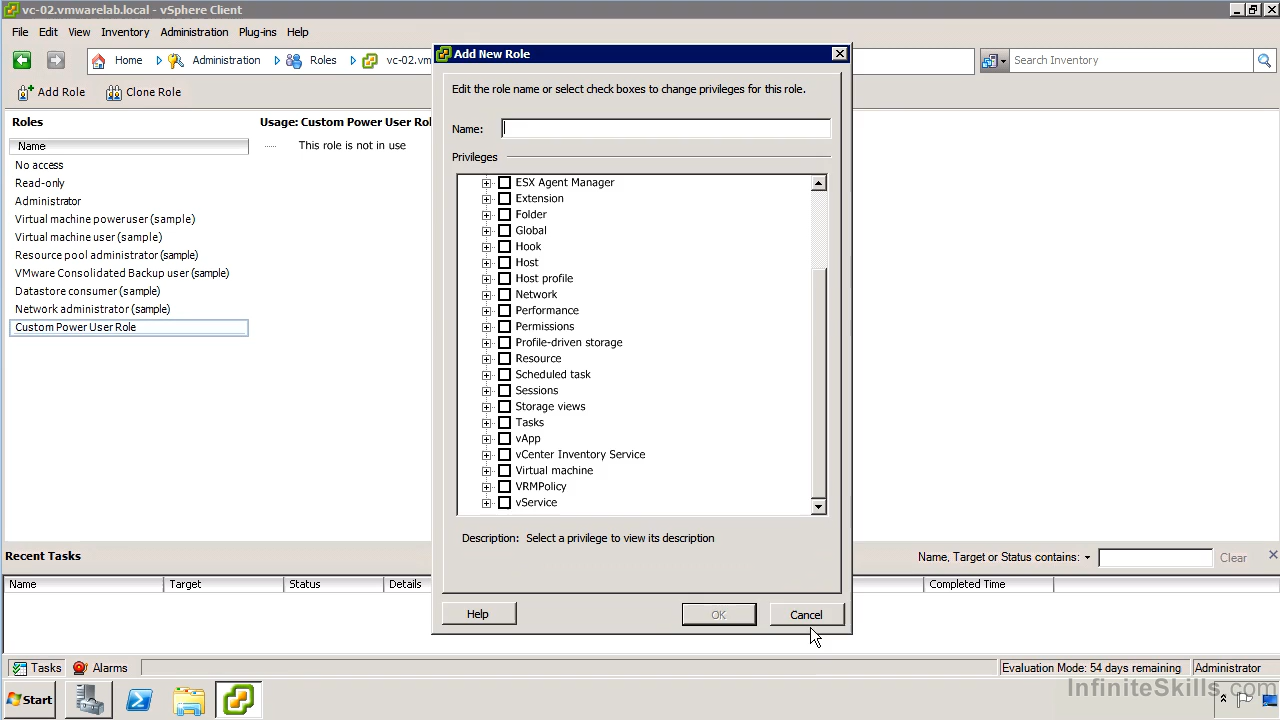 vc-02.vmwarelab.local - vSphere Client
File Edit View Inventory Administration Plug-ins Help
Home Administration Roles vc-02.vm Search Inventory
Add Role Clone Role
Roles
Name
No access
Read-only
Administrator
Virtual machine poweruser (sample)
Virtual machine user (sample)
Resource pool administrator (sample)
VMware Consolidated Backup user (sample)
Datastore consumer (sample)
Network administrator (sample)
Custom Power User Role
Usage: Custom Power User Rol
This role is not in use
Add New Role
Edit the role name or select check boxes to change privileges for this role.
Name:
Privileges
ESX Agent Manager
Extension
Folder
Global
Hook
Host
Host profile
Network
Performance
Permissions
Profile-driven storage
Resource
Scheduled task
Sessions
Storage views
Tasks
vApp
vCenter Inventory Service
Virtual machine
VRMPolicy
vService
Description: Select a privilege to view its description
Help OK Cancel
Recent Tasks
Name, Target or Status contains: Clear
Name Target Status Details Completed Time
Tasks Alarms Evaluation Mode: 54 days remaining Administrator
Start
InfiniteSkills.com